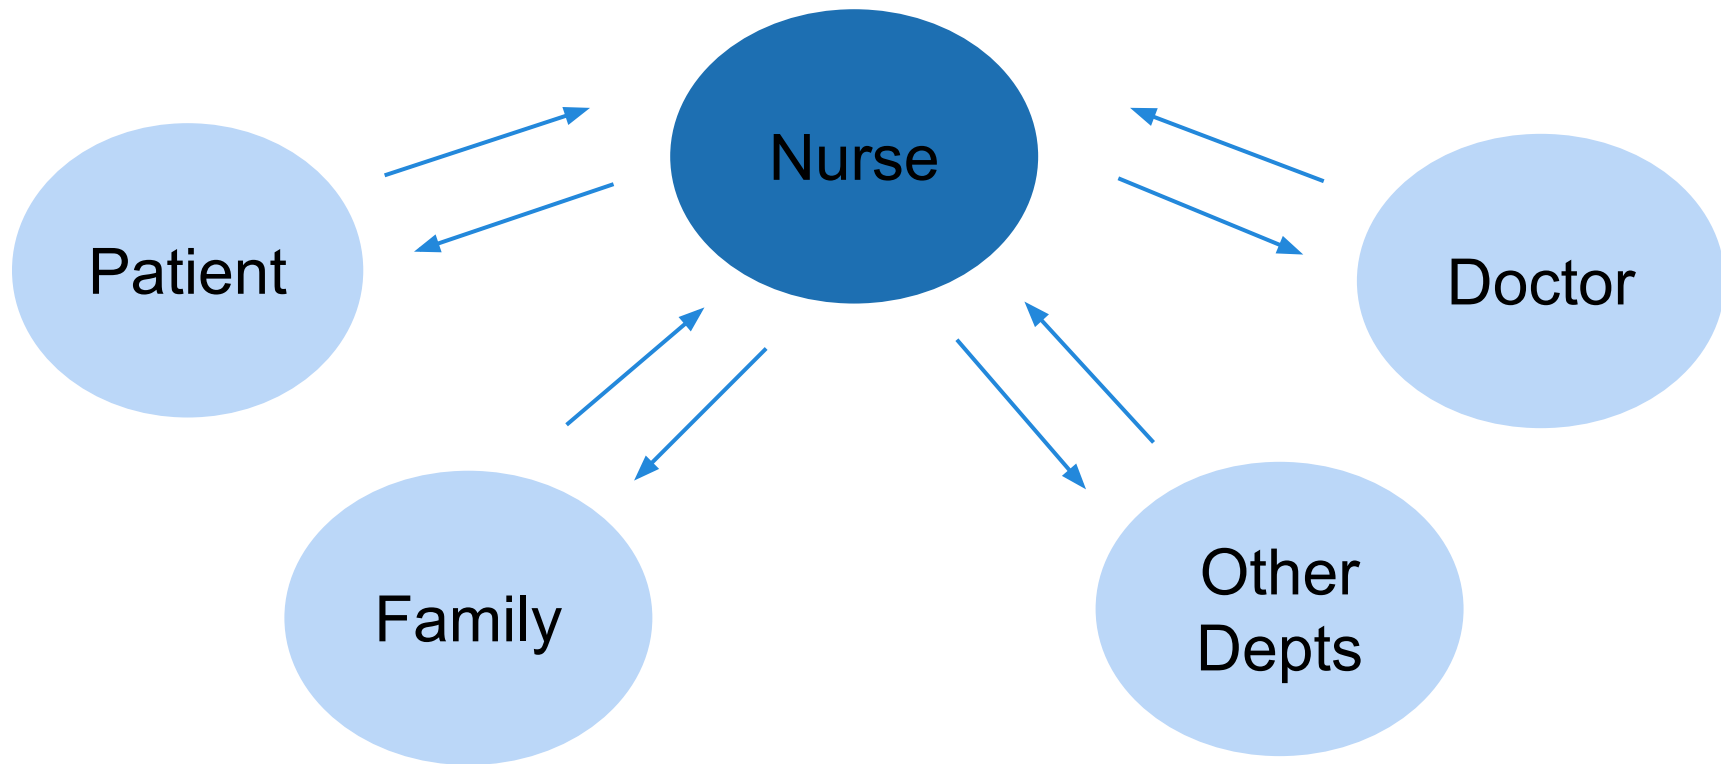 Nurse
Patient
Doctor
Family
Other
Depts